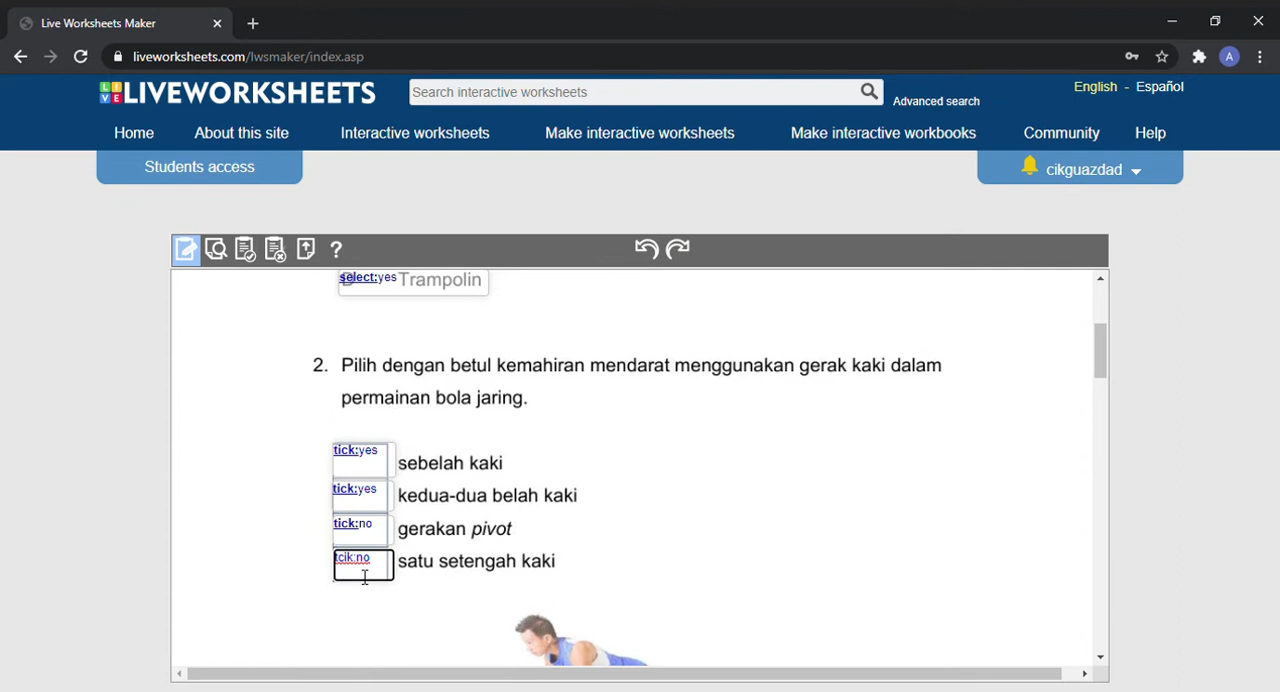 Live Worksheets Maker
liveworksheets.com/lwsmaker/index.asp
A
LIVEWORKSHEETS
Search interactive worksheets
Advanced search
English - Español
Home
About this site
Interactive worksheets
Make interactive worksheets
Make interactive workbooks
Community
Help
Students access
cikguazdad
?
select:yes Trampolin
2. Pilih dengan betul kemahiran mendarat menggunakan gerak kaki dalam
permainan bola jaring.
tick:yes sebelah kaki
tick:yes kedua-dua belah kaki
tick:no gerakan pivot
tcik:no satu setengah kaki